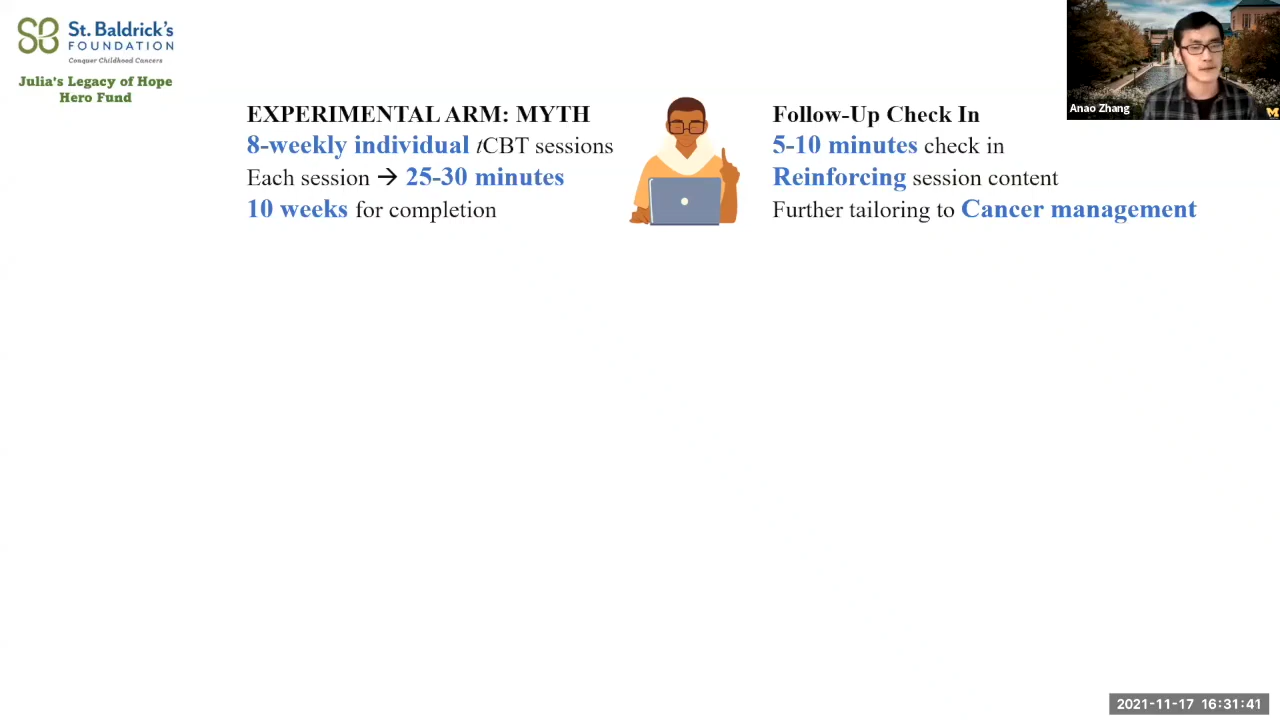 St. Baldrick's
FOUNDATION
Conquer Childhood Cancers
Julia's Legacy of Hope
Hero Fund
EXPERIMENTAL ARM: MYTH
8-weekly individual tCBT sessions
Each session → 25-30 minutes
10 weeks for completion
Follow-Up Check In
5-10 minutes check in
Reinforcing session content
Further tailoring to Cancer management
Anao Zhang
M
2021-11-17 16:31:41